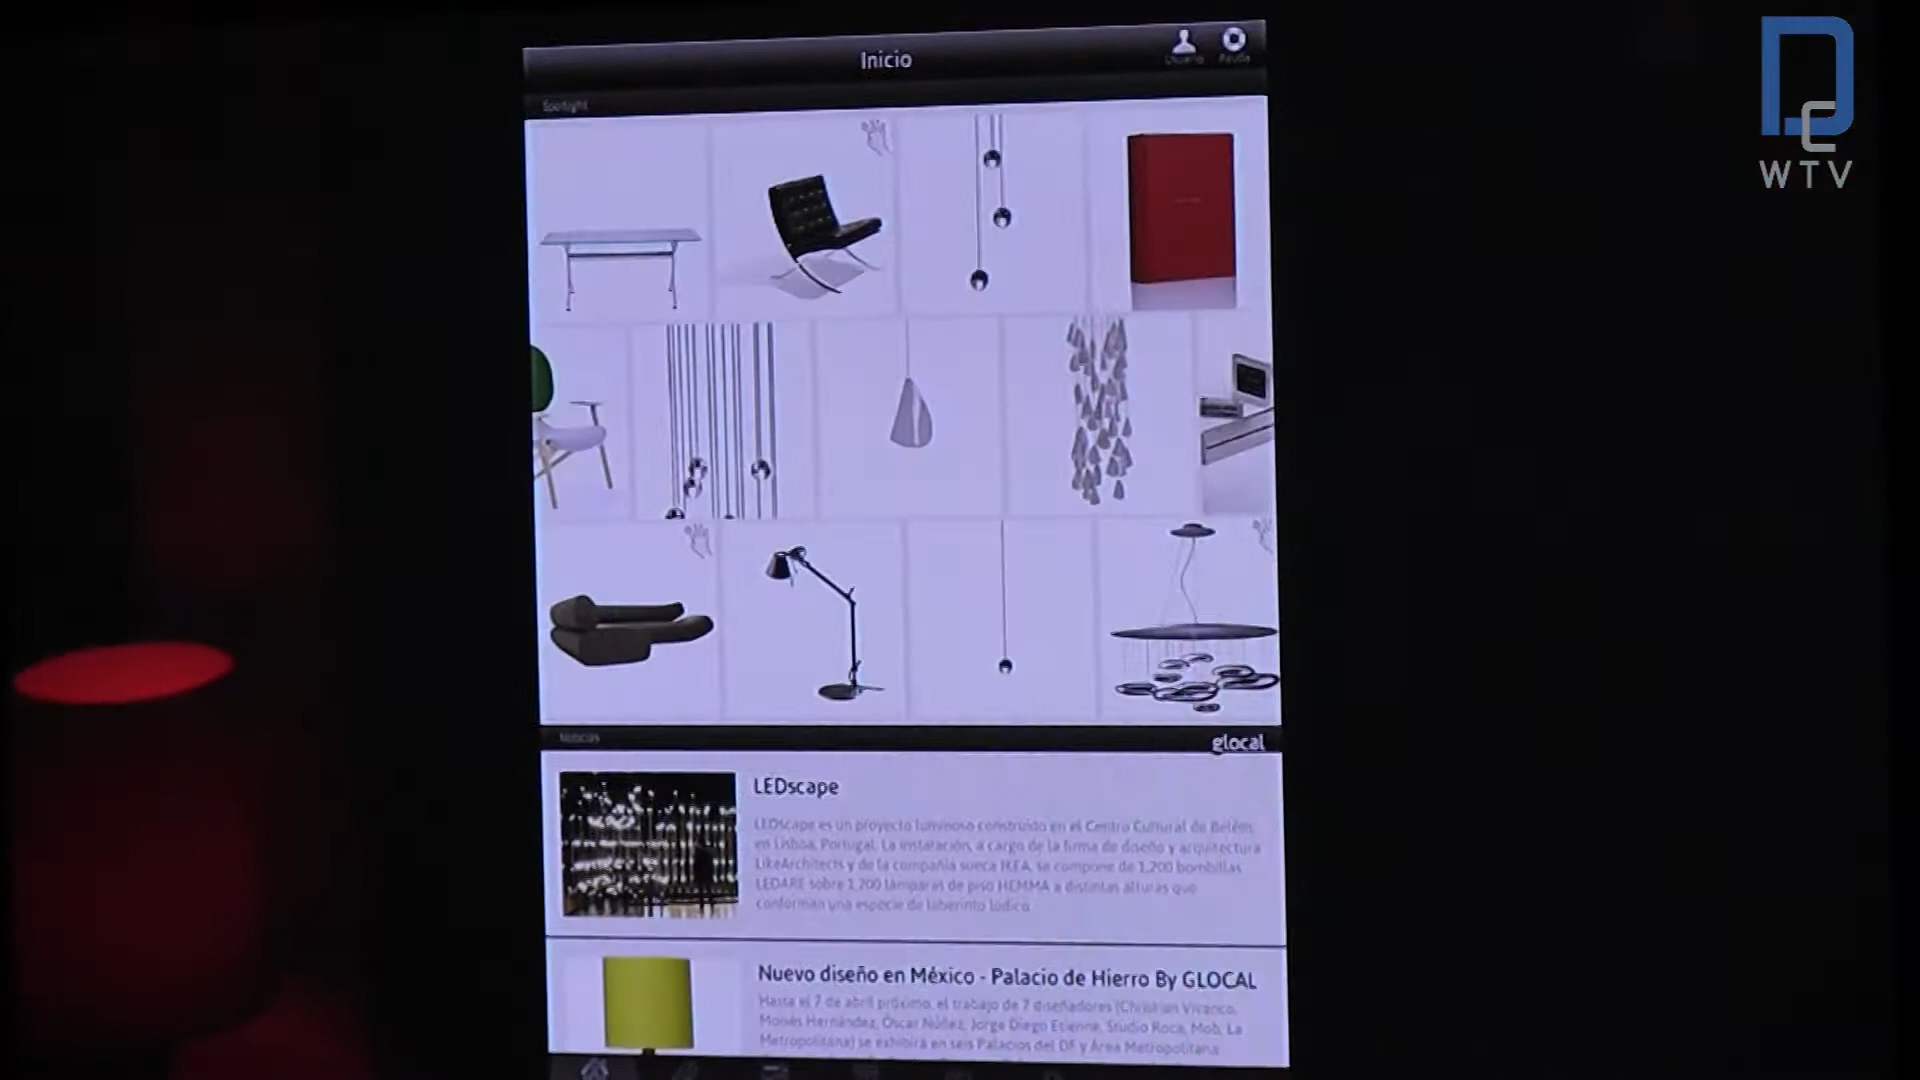 Inicio
Usuario
Ayuda
Spotlight
WTV
Noticias
glocal
LEDscape
LEDscape es un proyecto luminoso construido en el Centro Cultural de Belém
en Lisboa, Portugal. La instalación, a cargo de la firma de diseño y arquitectura
LikeArchitects y de la compañía sueca IKEA, se compone de 1,200 bombillas
LEDARE sobre 1,200 lámparas de piso HEMMA a distintas alturas que
conforman una especie de laberinto lúdico.
Nuevo diseño en México - Palacio de Hierro By GLOCAL
Hasta el 7 de abril próximo, el trabajo de 7 diseñadores (Christian Vivanco,
Moisés Hernández, Óscar Núñez, Jorge Diego Etienne, Studio Roca, Mob, La
Metropolitana) se exhibirá en seis Palacios del DF y Área Metropolitana